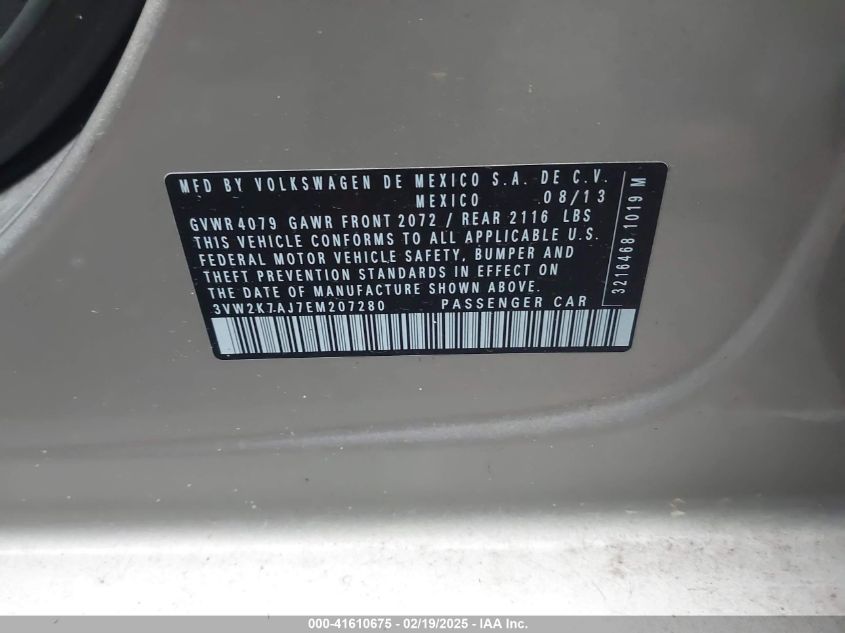 MFD BY VOLKSWAGEN DE MEXICO S.A. DE C.V.
MEXICO 08/13
GVWR 4079 GAWR FRONT 2072 / REAR 2116 LBS
THIS VEHICLE CONFORMS TO ALL APPLICABLE U.S.
FEDERAL MOTOR VEHICLE SAFETY, BUMPER AND
THEFT PREVENTION STANDARDS IN EFFECT ON
THE DATE OF MANUFACTURE SHOWN ABOVE.
3VW2K7AJ7EM207280 PASSENGER CAR
3216468 1019 M
000-41610675 - 02/19/2025 - IAA Inc.